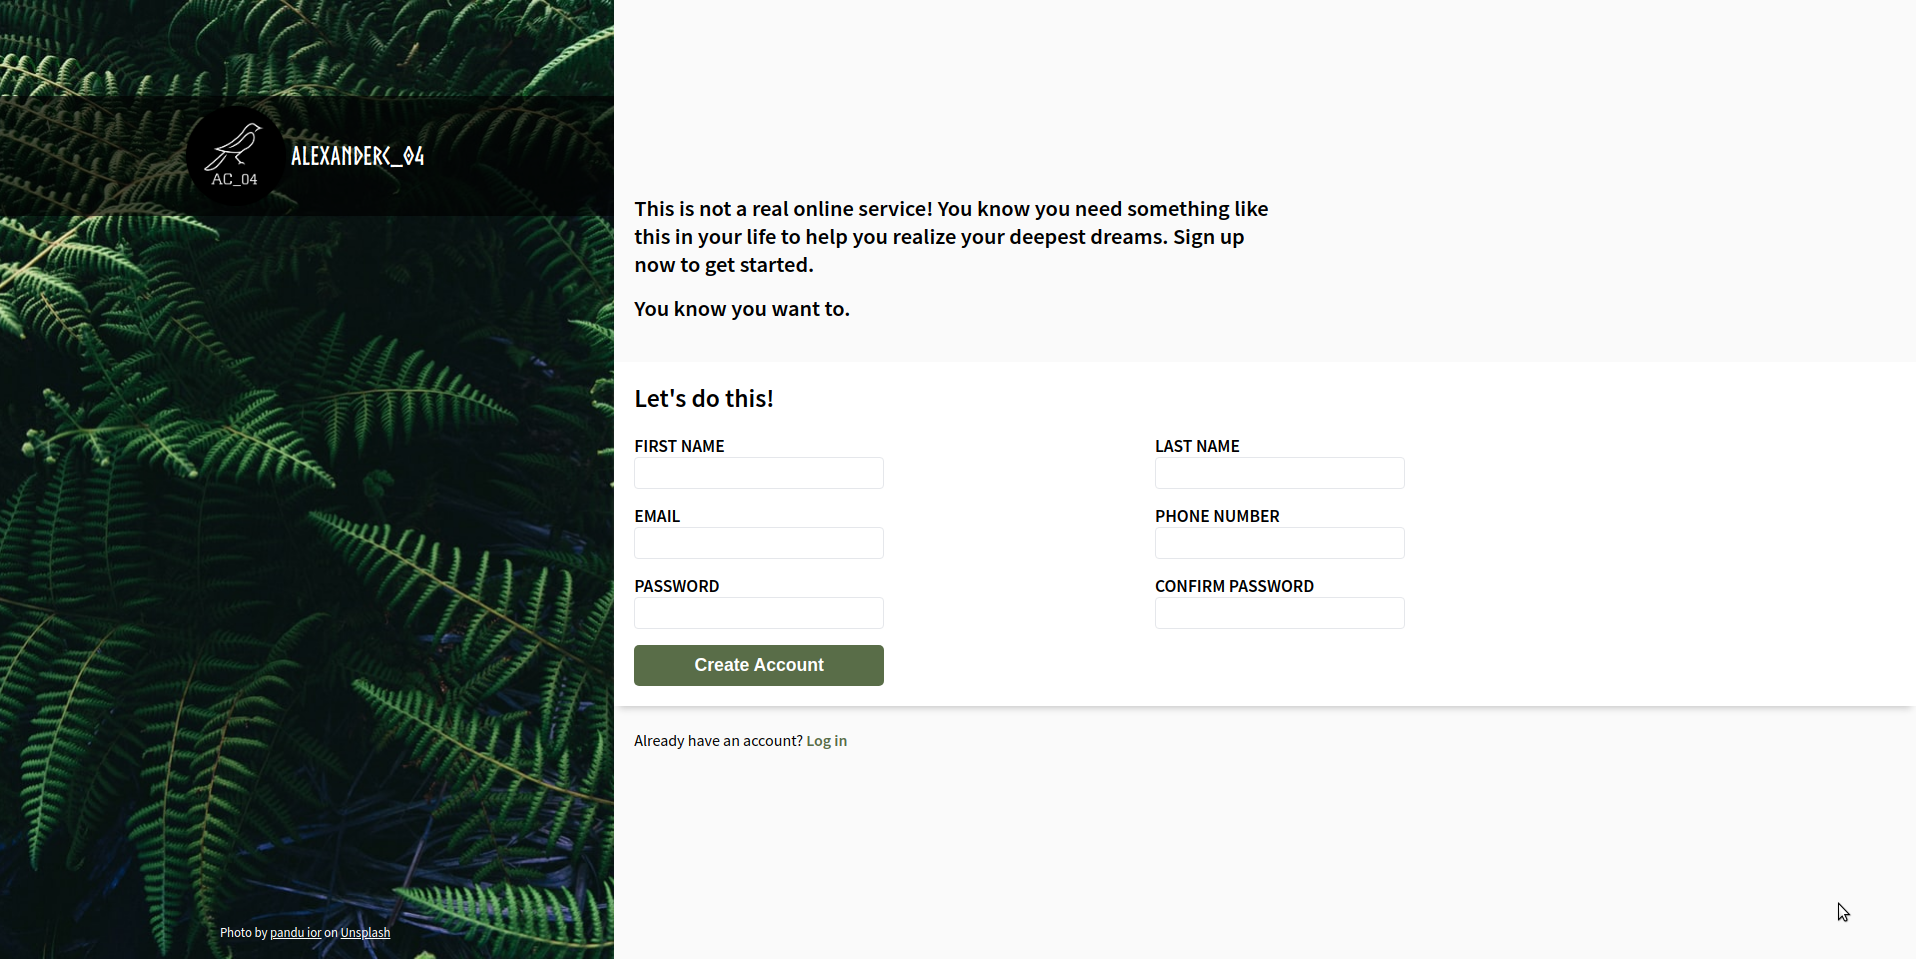 AC_04
ALEXANDERC_04
This is not a real online service! You know you need something like
this in your life to help you realize your deepest dreams. Sign up
now to get started.
You know you want to.
Let's do this!
FIRST NAME
LAST NAME
EMAIL
PHONE NUMBER
PASSWORD
CONFIRM PASSWORD
Create Account
Already have an account? Log in
Photo by pandu ior on Unsplash